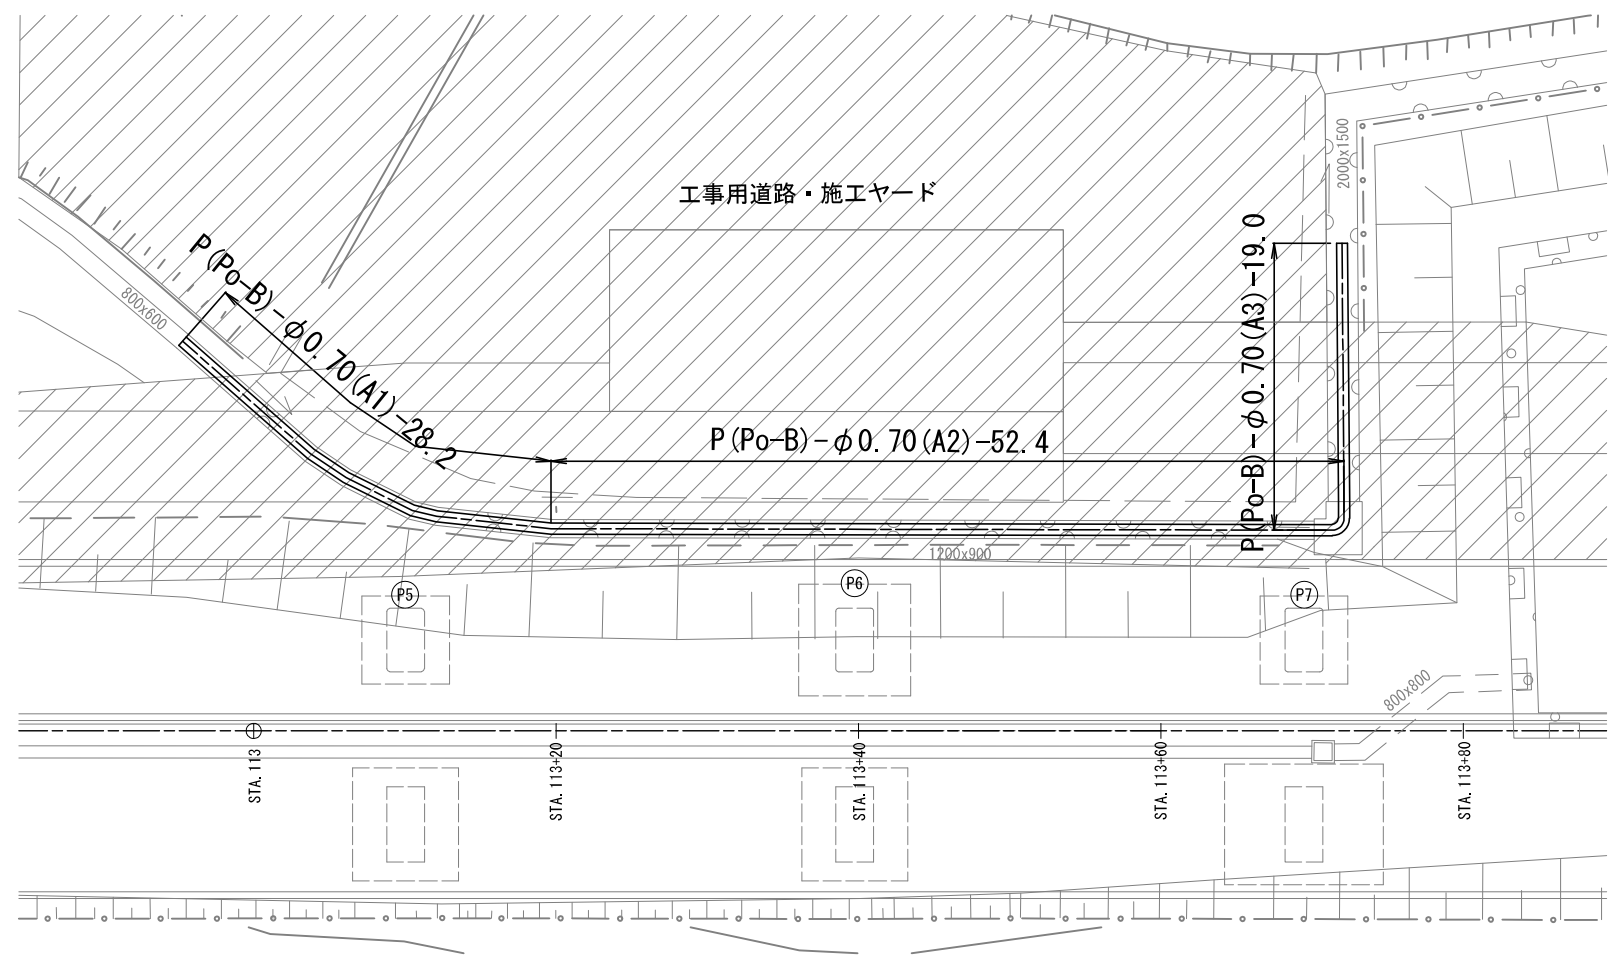 2000x1500
工事用道路・施工ヤード
P(Po-B)-φ0.70(A1)-28.2
800x600
P(Po-B)-φ0.70(A3)-19.0
P(Po-B)-φ0.70(A2)-52.4
1200x900
P5
P6
P7
800x800
STA.113
STA.113+20
STA.113+40
STA.113+60
STA.113+80